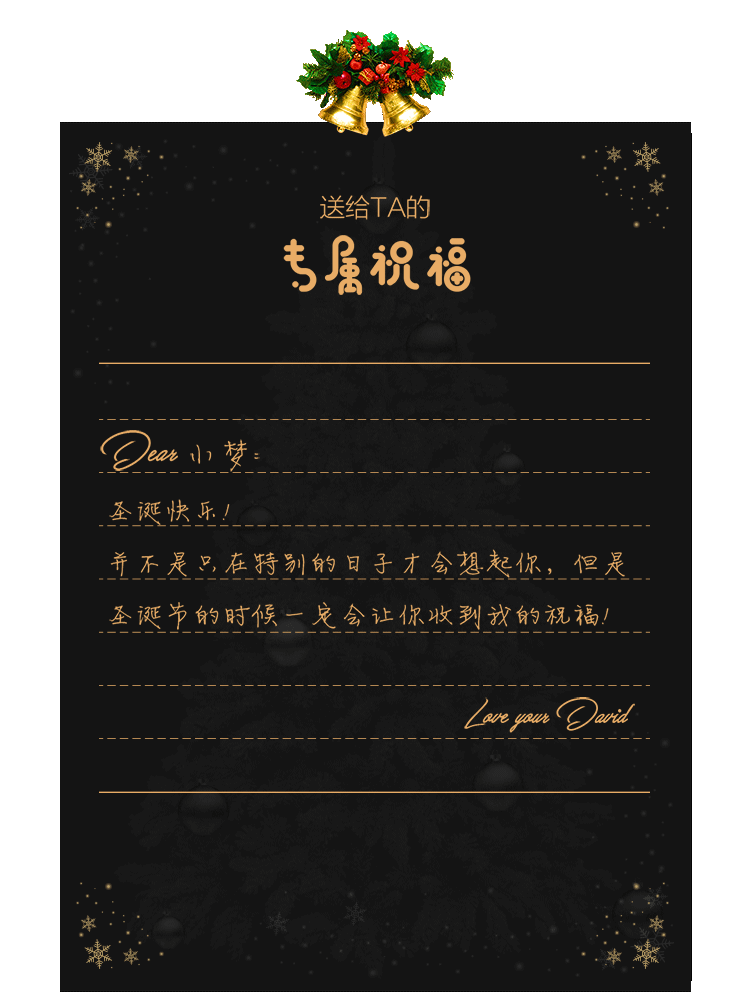 送给TA的
专属祝福
Dear 小梦：
圣诞快乐！
并不是只在特别的日子才会想起你，但是
圣诞节的时候一定会让你收到我的祝福！
Love your David